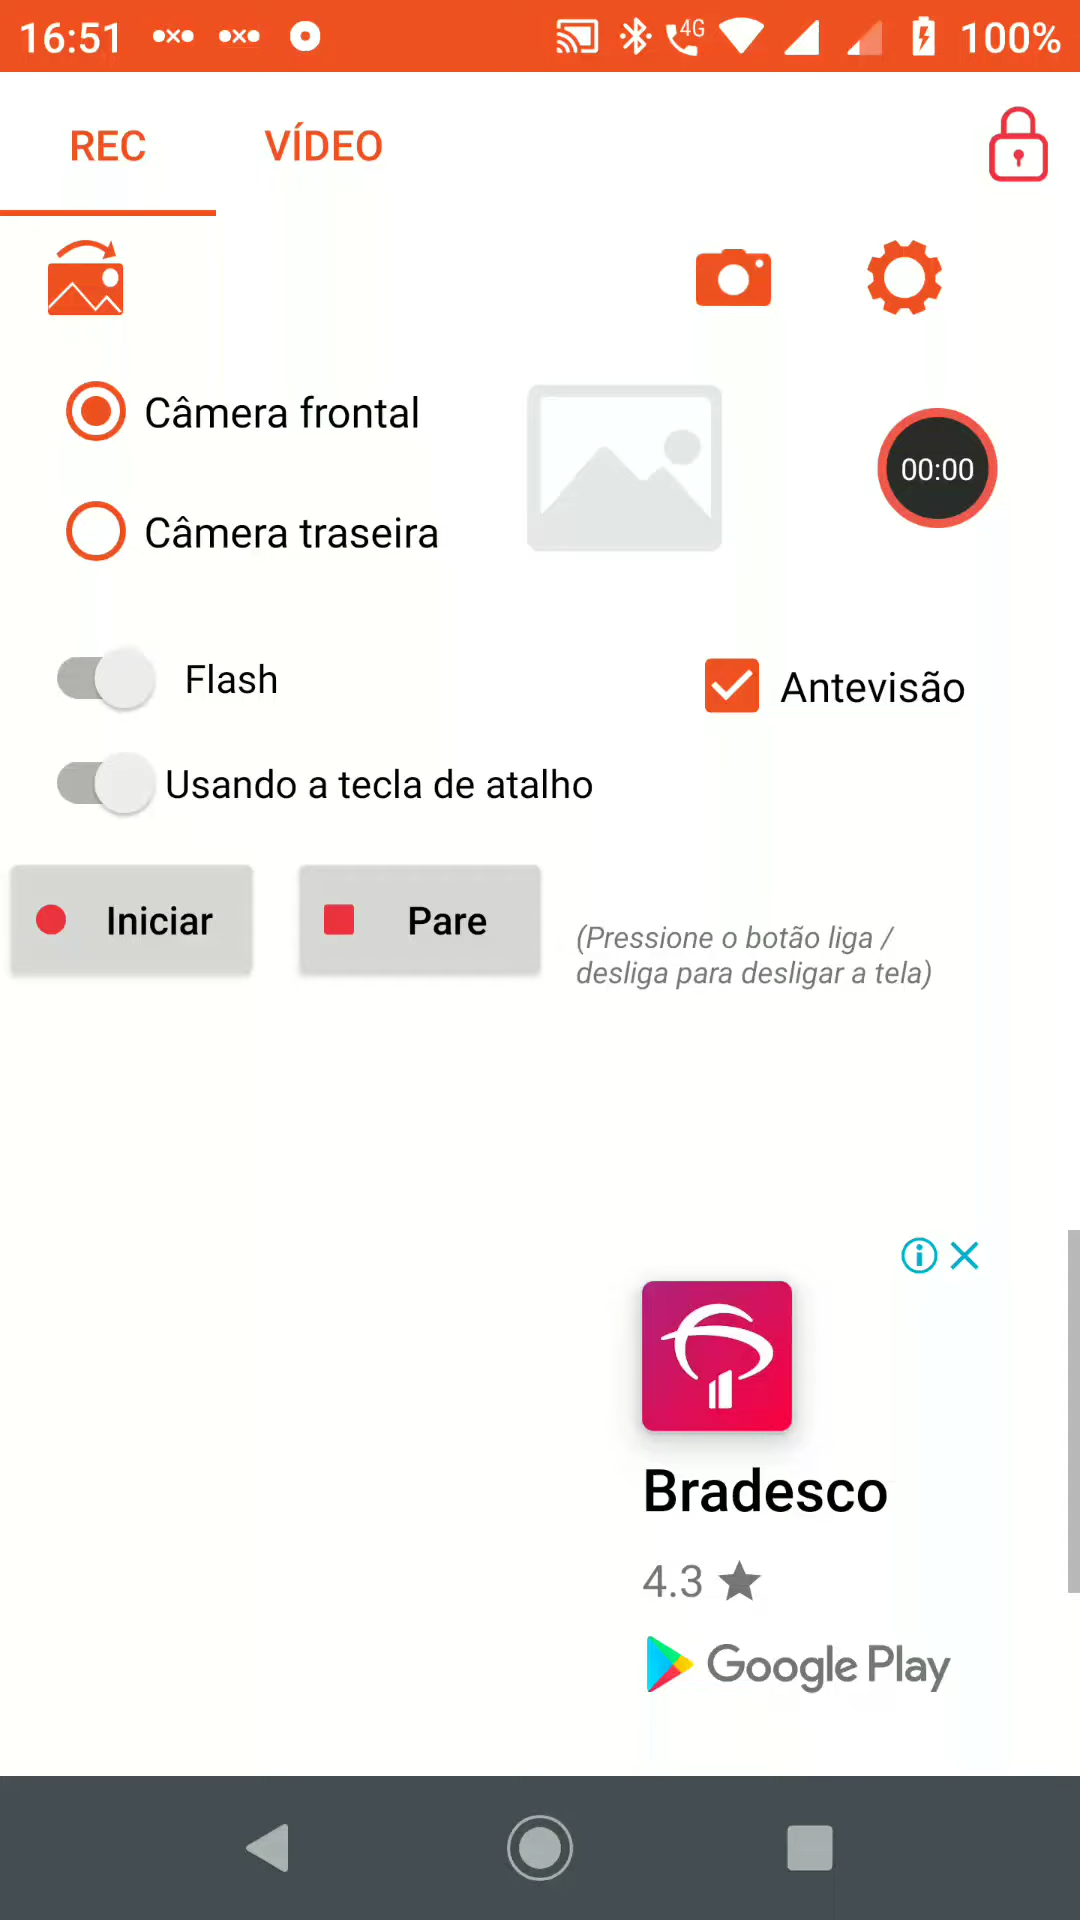 16:51 4G 100%
REC VÍDEO
Câmera frontal
00:00
Câmera traseira
Flash Antevisão
Usando a tecla de atalho
Iniciar Pare
(Pressione o botão liga /
desliga para desligar a tela)
Bradesco
4.3
Google Play